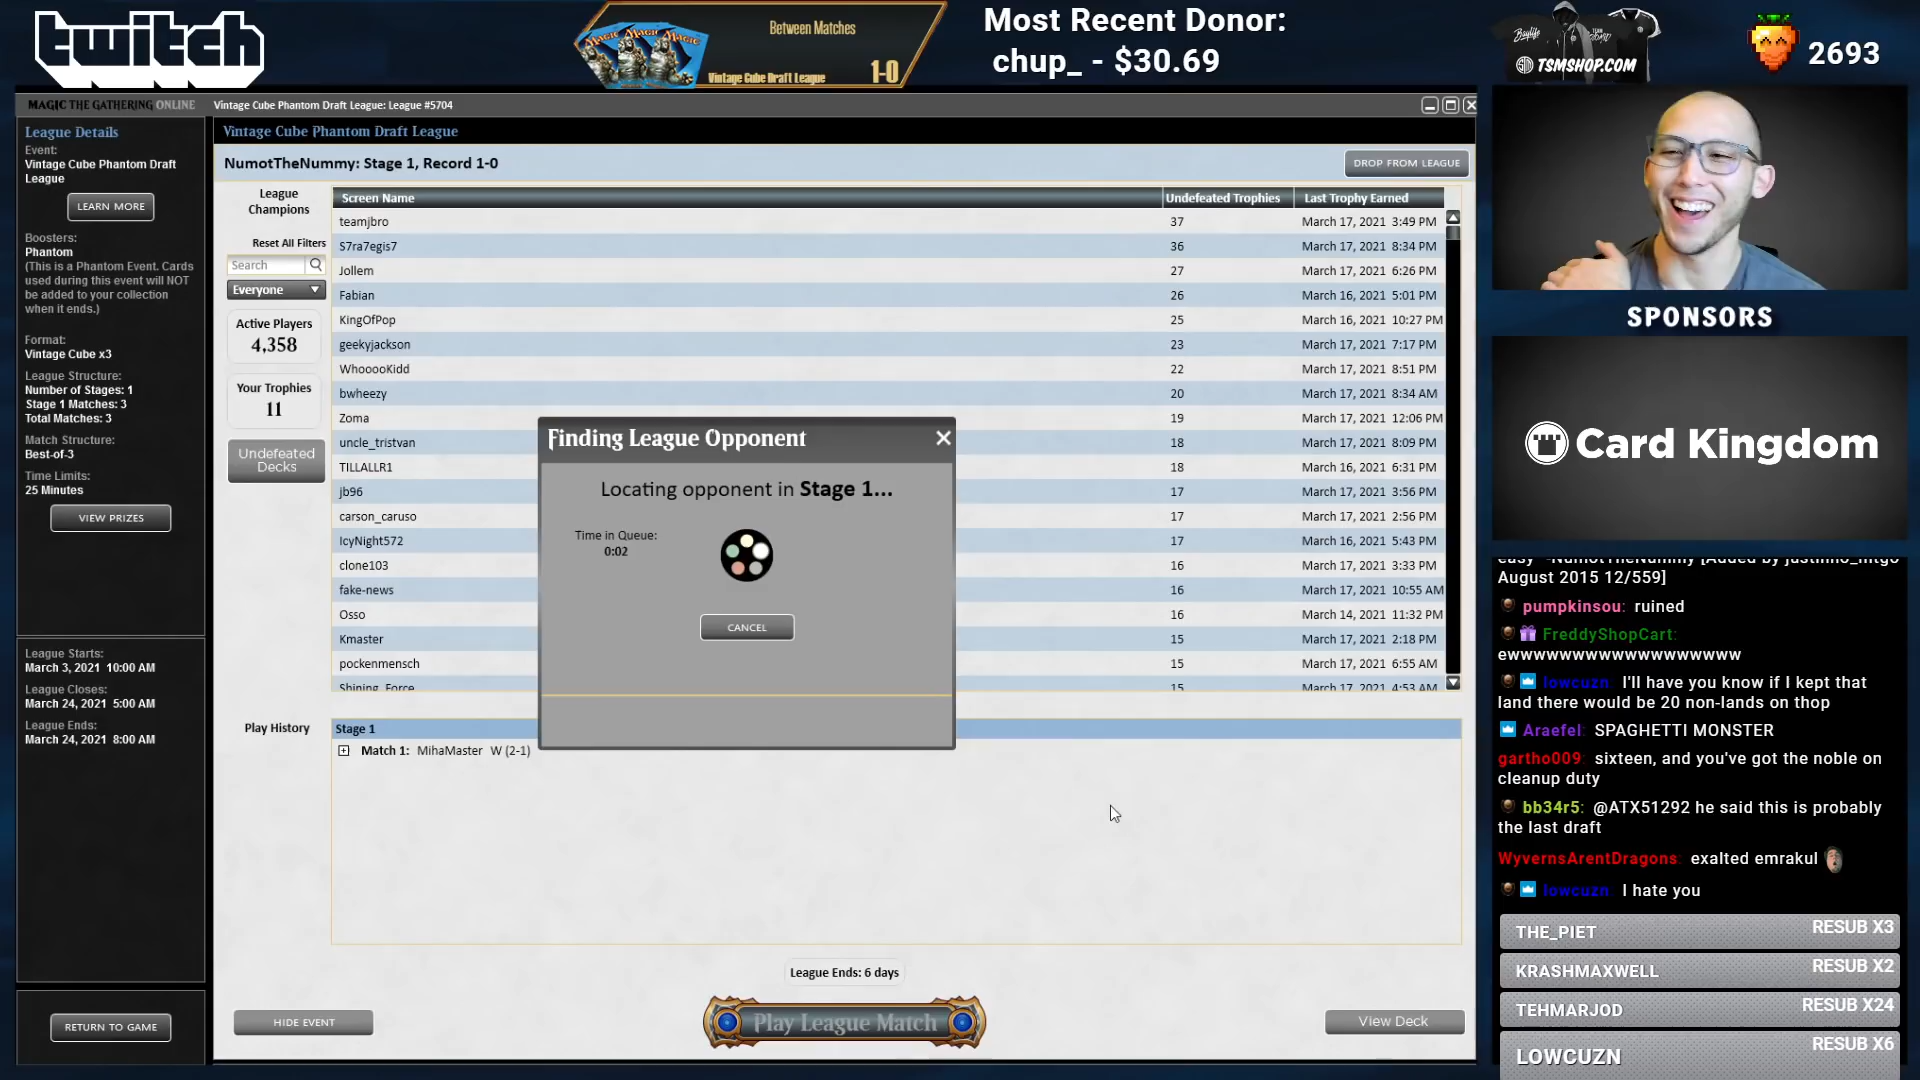 twitch
MAGIC MAGIC MAGIC
Between Matches
Vintage Cube Draft League
1-0
Most Recent Donor:
chup_ - $30.69
TSMSHOP.COM
2693
MAGIC THE GATHERING ONLINE
Vintage Cube Phantom Draft League: League #5704
League Details
Event:
Vintage Cube Phantom Draft
League
LEARN MORE
Boosters:
Phantom
(This is a Phantom Event. Cards
used during this event will NOT
be added to your collection
when it ends.)
Format:
Vintage Cube x3
League Structure:
Number of Stages: 1
Stage 1 Matches: 3
Total Matches: 3
Match Structure:
Best-of-3
Time Limits:
25 Minutes
VIEW PRIZES
League Starts:
March 3, 2021 10:00 AM
League Closes:
March 24, 2021 5:00 AM
League Ends:
March 24, 2021 8:00 AM
RETURN TO GAME
Vintage Cube Phantom Draft League
NumotTheNummy: Stage 1, Record 1-0
DROP FROM LEAGUE
League
Champions
Reset All Filters
Search
Everyone
Active Players
4,358
Your Trophies
11
Undefeated
Decks
Screen Name Undefeated Trophies Last Trophy Earned
teamjbro 37 March 17, 2021 3:49 PM
S7ra7egis7 36 March 17, 2021 8:34 PM
Jollem 27 March 17, 2021 6:26 PM
Fabian 26 March 16, 2021 5:01 PM
KingOfPop 25 March 16, 2021 10:27 PM
geekyjackson 23 March 17, 2021 7:17 PM
WhooooKidd 22 March 17, 2021 8:51 PM
bwheezy 20 March 17, 2021 8:34 AM
Zoma 19 March 17, 2021 12:06 PM
uncle_tristvan 18 March 17, 2021 8:09 PM
TILLALLR1 18 March 16, 2021 6:31 PM
jb96 17 March 17, 2021 3:56 PM
carson_caruso 17 March 17, 2021 2:56 PM
IcyNight572 17 March 16, 2021 5:43 PM
clone103 16 March 17, 2021 3:33 PM
fake-news 16 March 17, 2021 10:55 AM
Osso 16 March 14, 2021 11:32 PM
Kmaster 15 March 17, 2021 2:18 PM
pockenmensch 15 March 17, 2021 6:55 AM
Shining_Force 15 March 17, 2021 4:53 AM
Finding League Opponent
Locating opponent in Stage 1...
Time in Queue:
0:02
CANCEL
Play History
Stage 1
Match 1: MihaMaster W (2-1)
League Ends: 6 days
HIDE EVENT
Play League Match
View Deck
SPONSORS
Card Kingdom
August 2015 12/559]
pumpkinsou: ruined
FreddyShopCart:
ewwwwwwwwwwwwwwwwwww
lowcuzn: I'll have you know if I kept that
land there would be 20 non-lands on thop
Araefel: SPAGHETTI MONSTER
gartho009: sixteen, and you've got the noble on
cleanup duty
bb34r5: @ATX51292 he said this is probably
the last draft
WyvernsArentDragons: exalted emrakul
lowcuzn: I hate you
THE_PIET RESUB X3
KRASHMAXWELL RESUB X2
TEHMARJOD RESUB X24
LOWCUZN RESUB X6